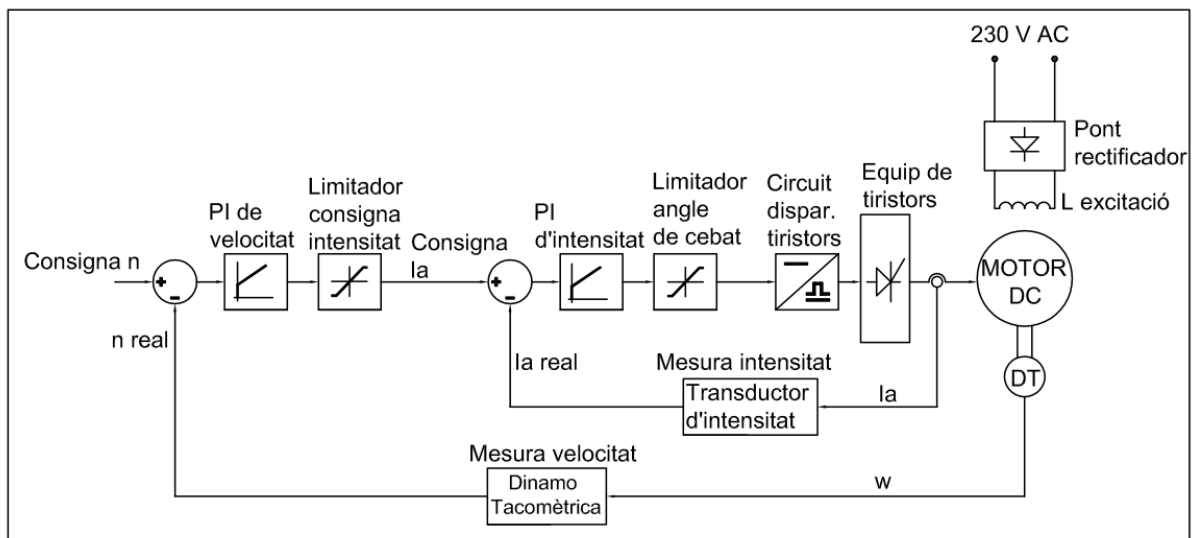 230 V AC
Pont
rectificador
L excitació
Equip de
tiristors
Circuit
dispar.
tiristors
Limitador
angle
de cebat
PI
d'intensitat
Limitador
consigna
intensitat
PI de
velocitat
Consigna
Ia
Consigna n
+
-
+
-
MOTOR
DC
n real
Ia real
Mesura intensitat
Transductor
d'intensitat
Ia
DT
Mesura velocitat
Dinamo
Tacomètrica
w